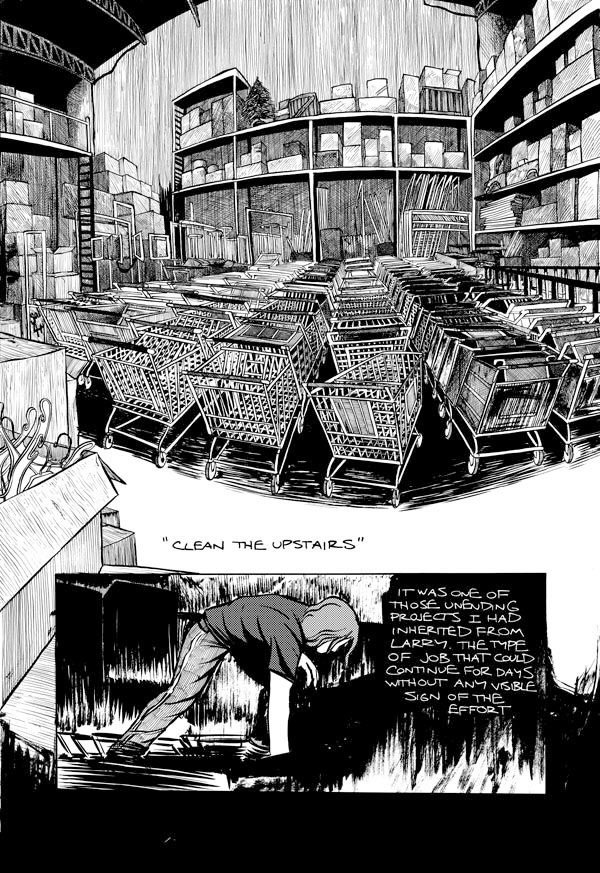 "CLEAN THE UPSTAIRS"
IT WAS ONE OF
THOSE UNENDING
PROJECTS I HAD
INHERITED FROM
LARRY. THE TYPE
OF JOB THAT COULD
CONTINUE FOR DAYS
WITHOUT ANY VISIBLE
SIGN OF THE
EFFORT